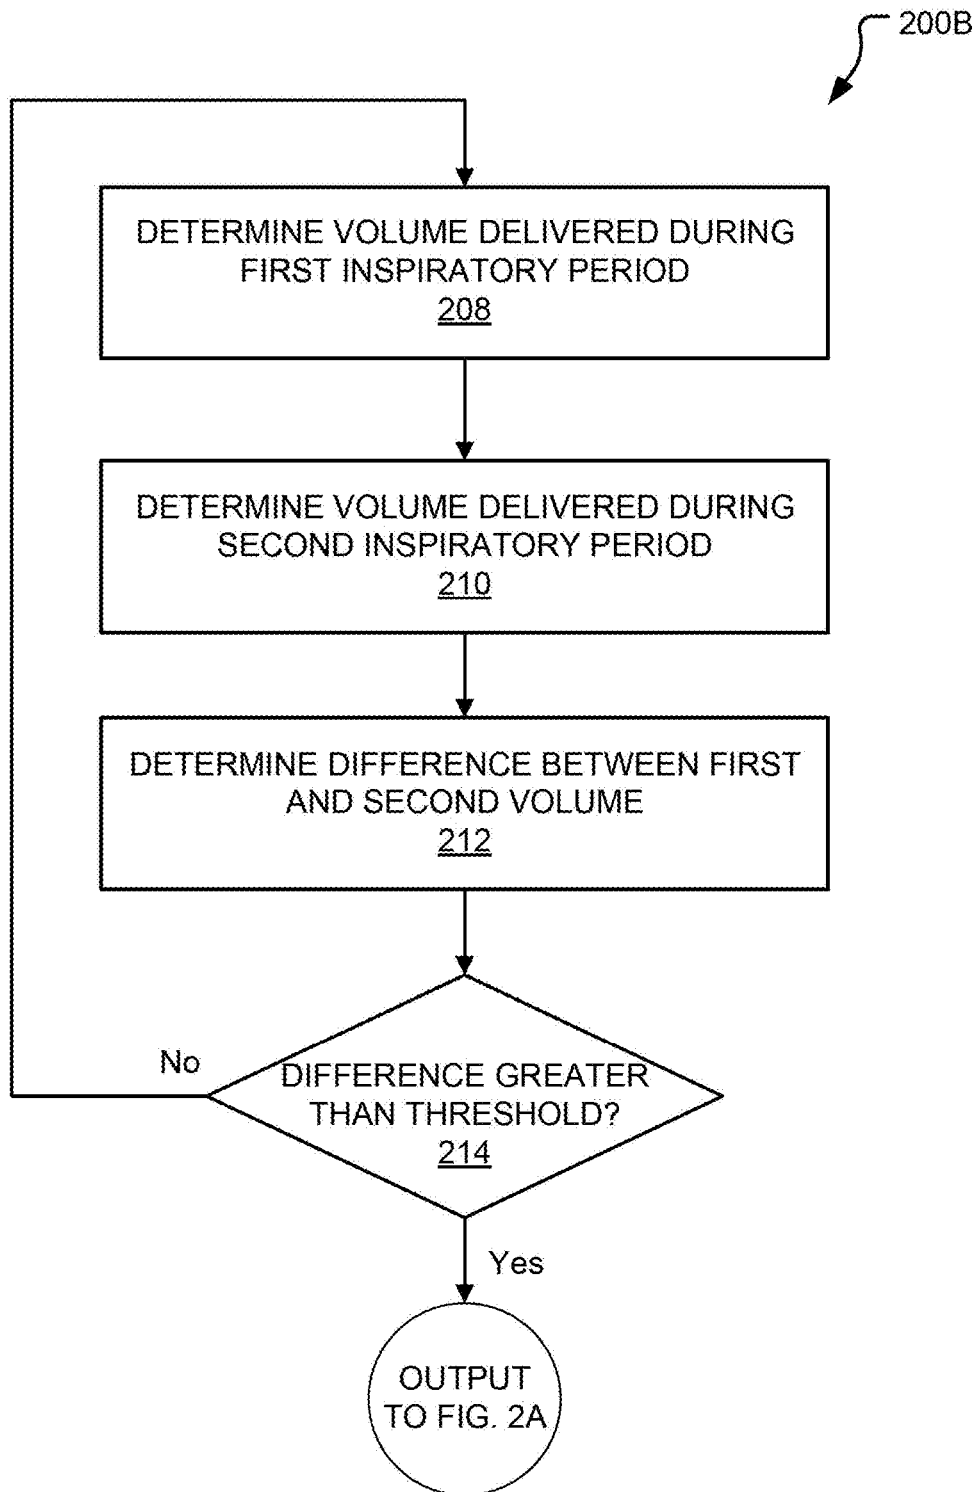 200B
DETERMINE VOLUME DELIVERED DURING
FIRST INSPIRATORY PERIOD
208
DETERMINE VOLUME DELIVERED DURING
SECOND INSPIRATORY PERIOD
210
DETERMINE DIFFERENCE BETWEEN FIRST
AND SECOND VOLUME
212
No
DIFFERENCE GREATER
THAN THRESHOLD?
214
Yes
OUTPUT
TO FIG. 2A